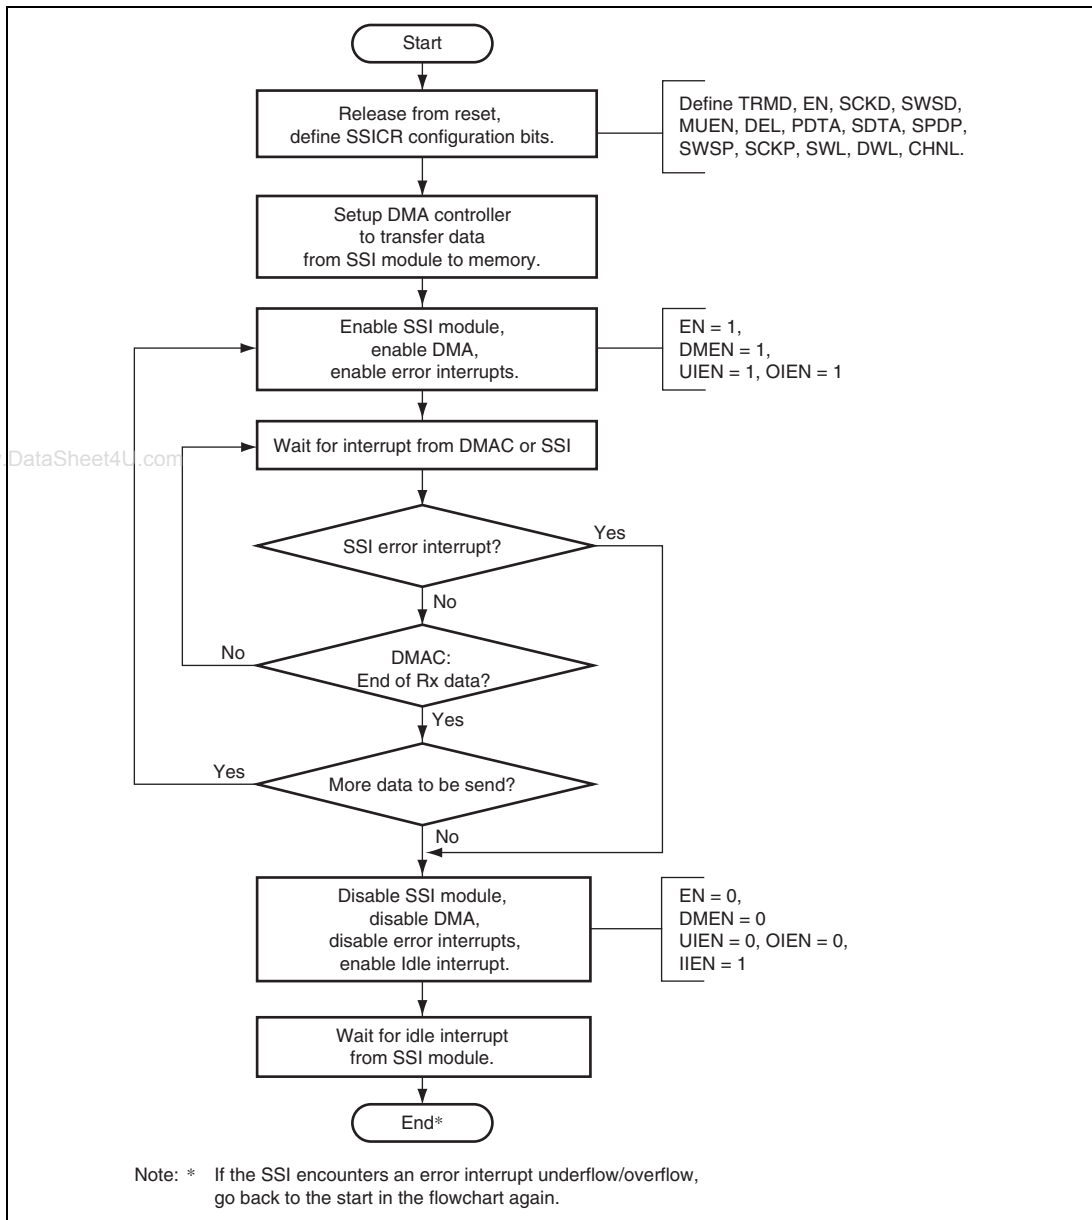 Start
Release from reset,
define SSICR configuration bits.
Define TRMD, EN, SCKD, SWSD,
MUEN, DEL, PDTA, SDTA, SPDP,
SWSP, SCKP, SWL, DWL, CHNL.
Setup DMA controller
to transfer data
from SSI module to memory.
Enable SSI module,
enable DMA,
enable error interrupts.
EN = 1,
DMEN = 1,
UIEN = 1, OIEN = 1
Wait for interrupt from DMAC or SSI
.DataSheet4U.com
SSI error interrupt?
Yes
No
DMAC:
End of Rx data?
No
Yes
More data to be send?
Yes
No
Disable SSI module,
disable DMA,
disable error interrupts,
enable Idle interrupt.
EN = 0,
DMEN = 0
UIEN = 0, OIEN = 0,
IIEN = 1
Wait for idle interrupt
from SSI module.
End*
Note: * If the SSI encounters an error interrupt underflow/overflow,
go back to the start in the flowchart again.